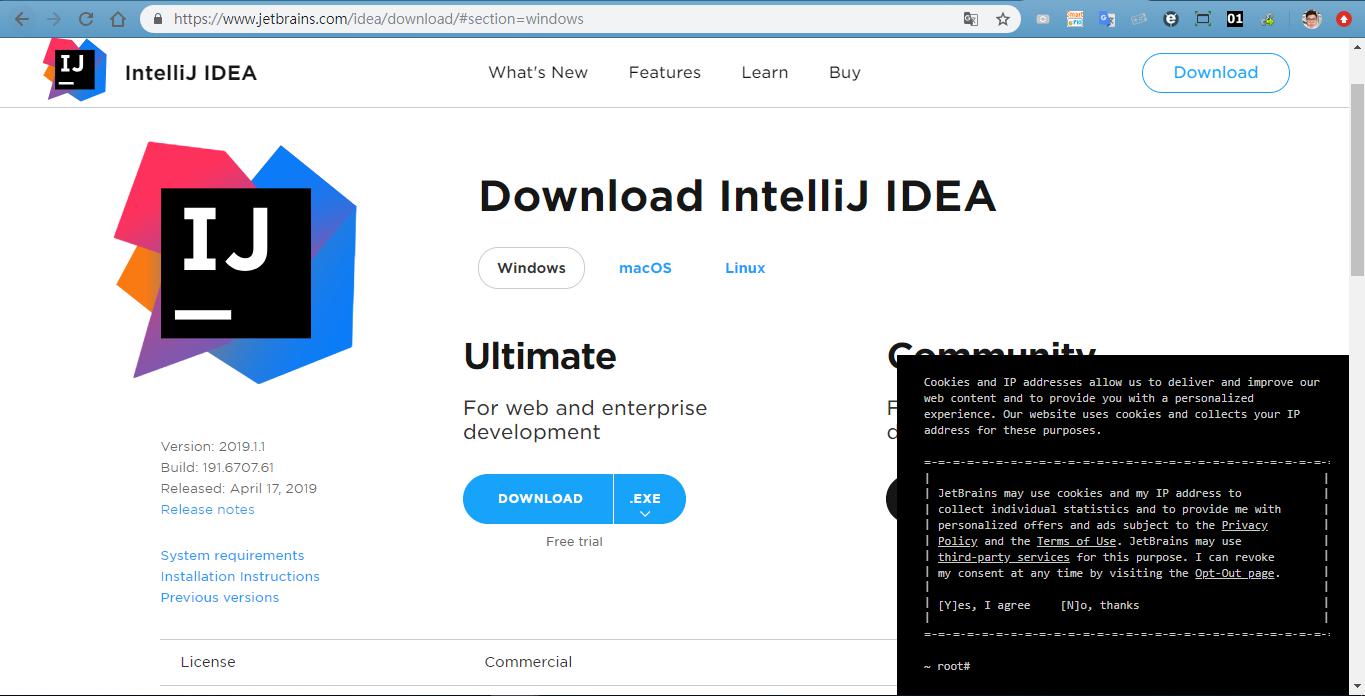 https://www.jetbrains.com/idea/download/#section=windows
01
IJ
IntelliJ IDEA
What's New
Features
Learn
Buy
Download
IJ
Download IntelliJ IDEA
Windows
macOS
Linux
Ultimate
For web and enterprise
development
DOWNLOAD
.EXE
Free trial
Community
Version: 2019.1.1
Build: 191.6707.61
Released: April 17, 2019
Release notes
System requirements
Installation Instructions
Previous versions
License
Commercial
Cookies and IP addresses allow us to deliver and improve our
web content and to provide you with a personalized
experience. Our website uses cookies and collects your IP
address for these purposes.
JetBrains may use cookies and my IP address to
collect individual statistics and to provide me with
personalized offers and ads subject to the Privacy
Policy and the Terms of Use. JetBrains may use
third-party services for this purpose. I can revoke
my consent at any time by visiting the Opt-Out page.
[Y]es, I agree
[N]o, thanks
~ root#